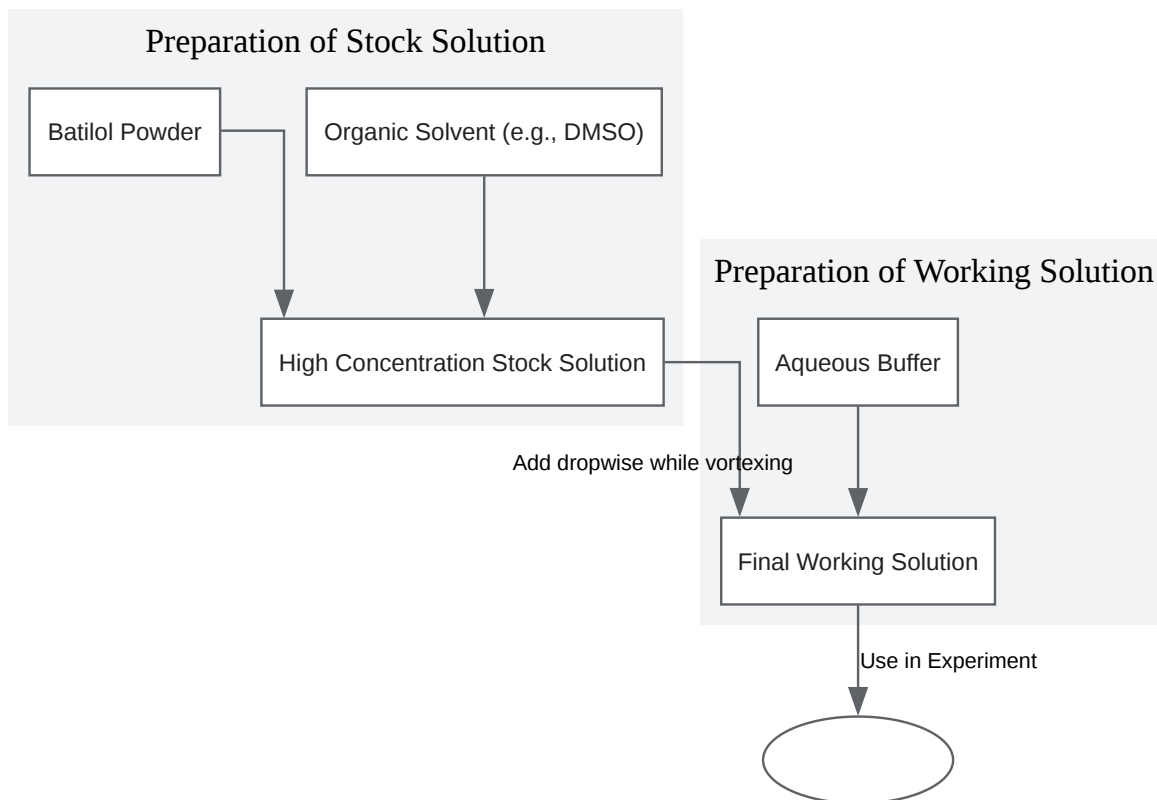 Preparation of Stock Solution
Batilol Powder
Organic Solvent (e.g., DMSO)
High Concentration Stock Solution
Preparation of Working Solution
Aqueous Buffer
Add dropwise while vortexing
Final Working Solution
Use in Experiment